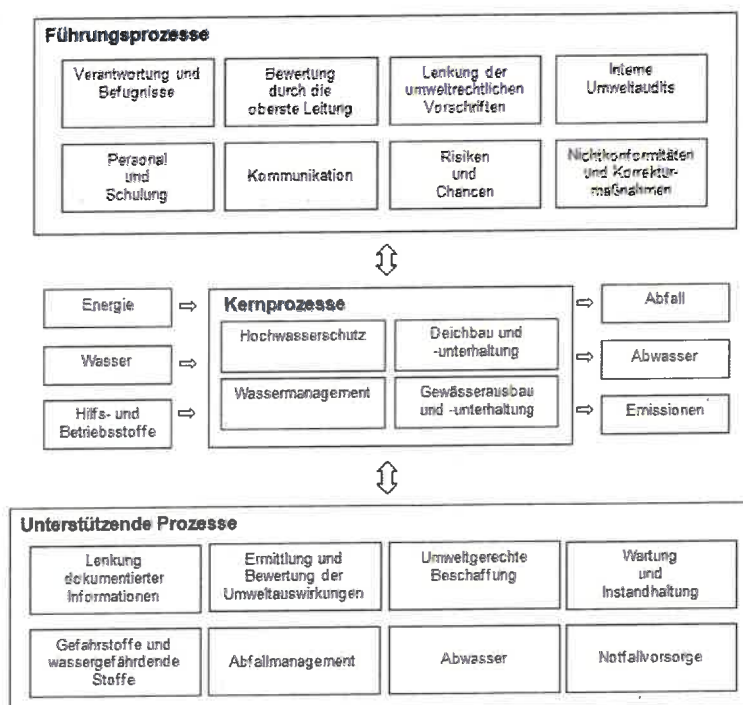 Führungsprozesse
Verantwortung und
Befugnisse
Bewertung
durch die
oberste Leitung
Lenkung der
umweltrechtlichen
Vorschriften
Interne
Umweltaudits
Personal
und
Schulung
Kommunikation
Risiken
und
Chancen
Nichtkonformitäten
und Korrektur-
maßnahmen
Energie
Wasser
Hilfs- und
Betriebsstoffe
Kernprozesse
Hochwasserschutz
Deichbau und
-unterhaltung
Wassermanagement
Gewässerausbau
und -unterhaltung
Abfall
Abwasser
Emissionen
Unterstützende Prozesse
Lenkung
dokumentierter
Informationen
Ermittlung und
Bewertung der
Umweltauswirkungen
Umweltgerechte
Beschaffung
Wartung
und
Instandhaltung
Gefahrstoffe und
wassergefährdende
Stoffe
Abfallmanagement
Abwasser
Notfallvorsorge